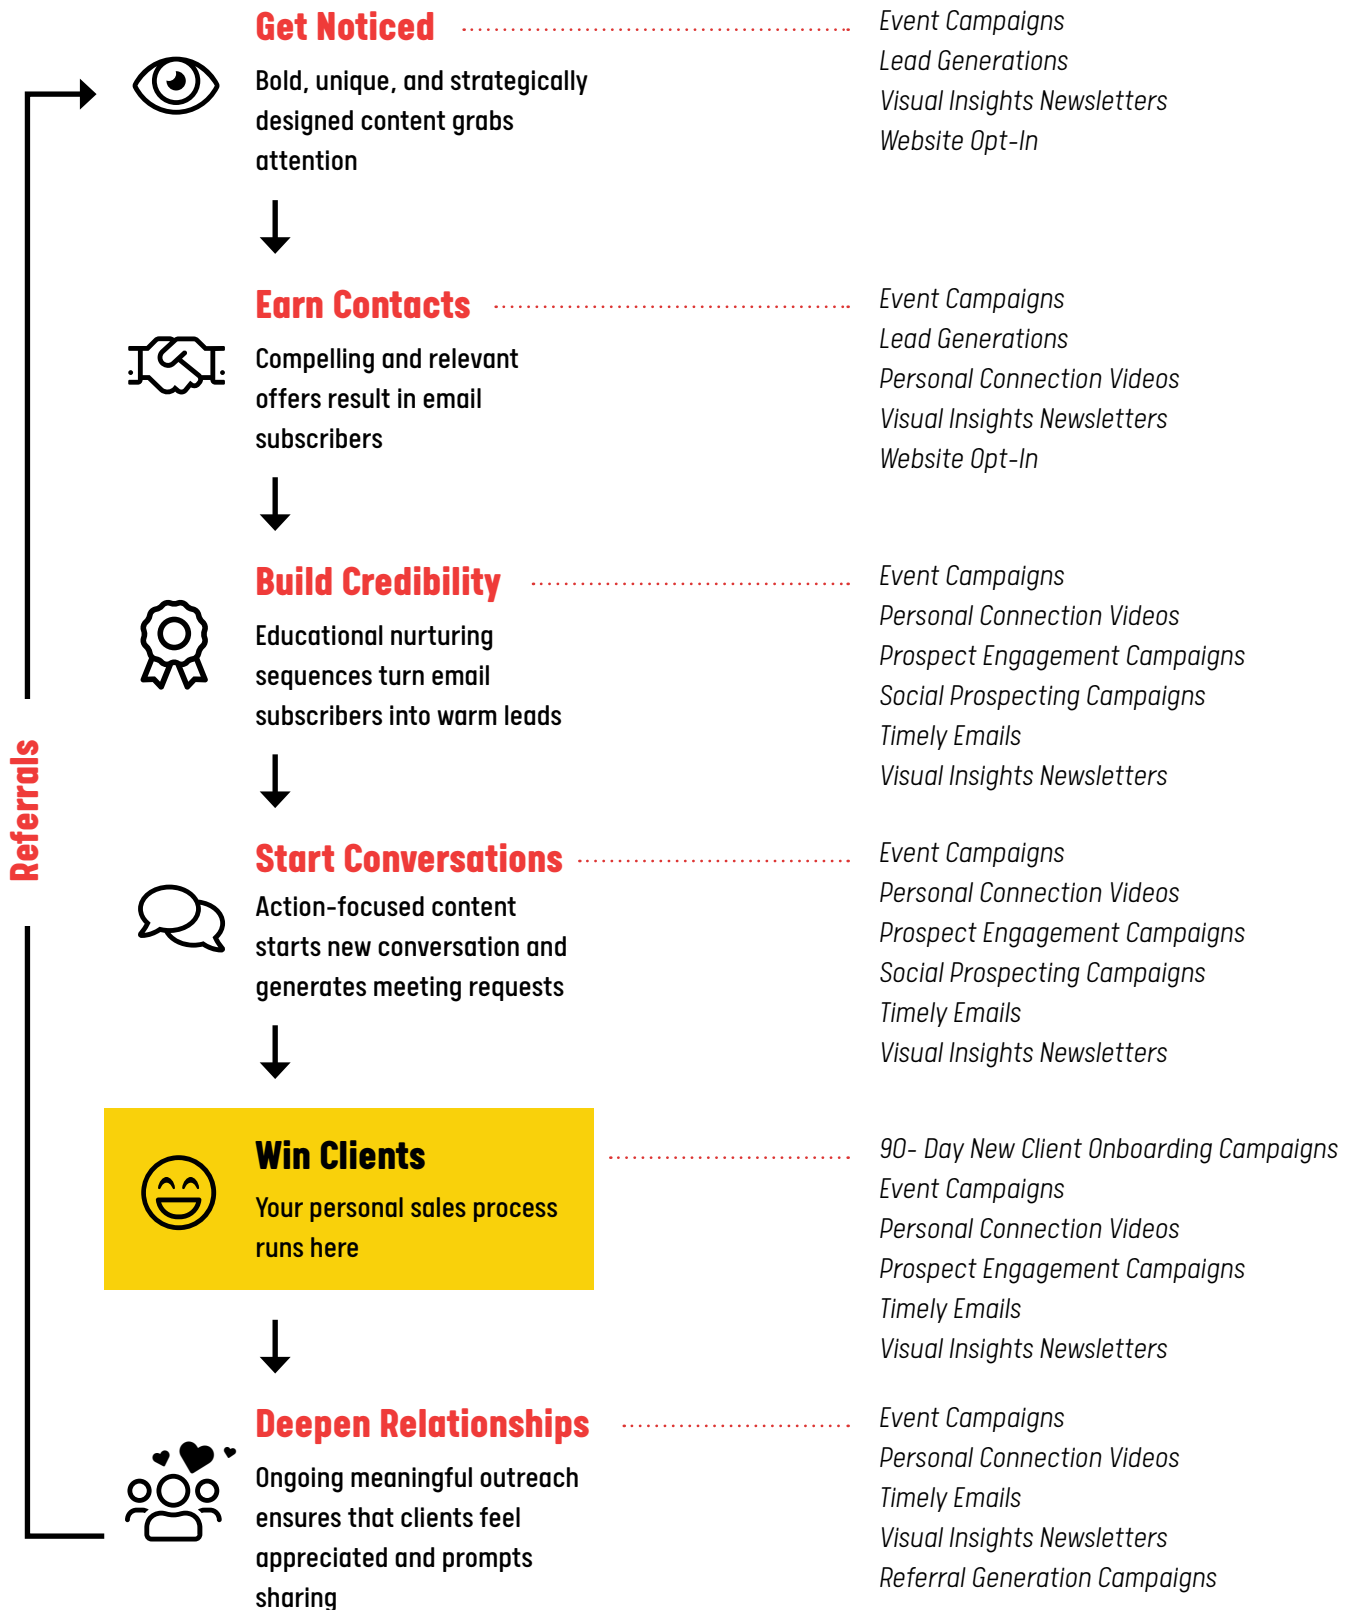 Get Noticed
Bold, unique, and strategically
designed content grabs
attention
Event Campaigns
Lead Generations
Visual Insights Newsletters
Website Opt-In
Earn Contacts
Compelling and relevant
offers result in email
subscribers
Event Campaigns
Lead Generations
Personal Connection Videos
Visual Insights Newsletters
Website Opt-In
Build Credibility
Educational nurturing
sequences turn email
subscribers into warm leads
Event Campaigns
Personal Connection Videos
Prospect Engagement Campaigns
Social Prospecting Campaigns
Timely Emails
Visual Insights Newsletters
Referrals
Start Conversations
Action-focused content
starts new conversation and
generates meeting requests
Event Campaigns
Personal Connection Videos
Prospect Engagement Campaigns
Social Prospecting Campaigns
Timely Emails
Visual Insights Newsletters
Win Clients
Your personal sales process
runs here
90- Day New Client Onboarding Campaigns
Event Campaigns
Personal Connection Videos
Prospect Engagement Campaigns
Timely Emails
Visual Insights Newsletters
Deepen Relationships
Ongoing meaningful outreach
ensures that clients feel
appreciated and prompts
sharing
Event Campaigns
Personal Connection Videos
Timely Emails
Visual Insights Newsletters
Referral Generation Campaigns